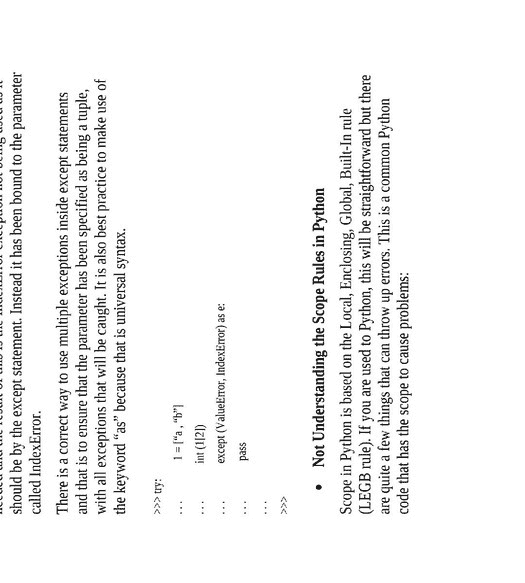 should be by the except statement. Instead it has been bound to the parameter
called IndexError.
There is a correct way to use multiple exceptions inside except statements
and that is to ensure that the parameter has been specified as being a tuple,
with all exceptions that will be caught. It is also best practice to make use of
the keyword “as” because that is universal syntax.
>>> try:
. . . 1 = [“a , “b”]
. . . int (1[2])
. . . except (ValueError, IndexError) as e:
. . . pass
. . .
>>>
• Not Understanding the Scope Rules in Python
Scope in Python is based on the Local, Enclosing, Global, Built-In rule
(LEGB rule). If you are used to Python, this will be straightforward but there
are quite a few things that can throw up errors. This is a common Python
code that has the scope to cause problems: